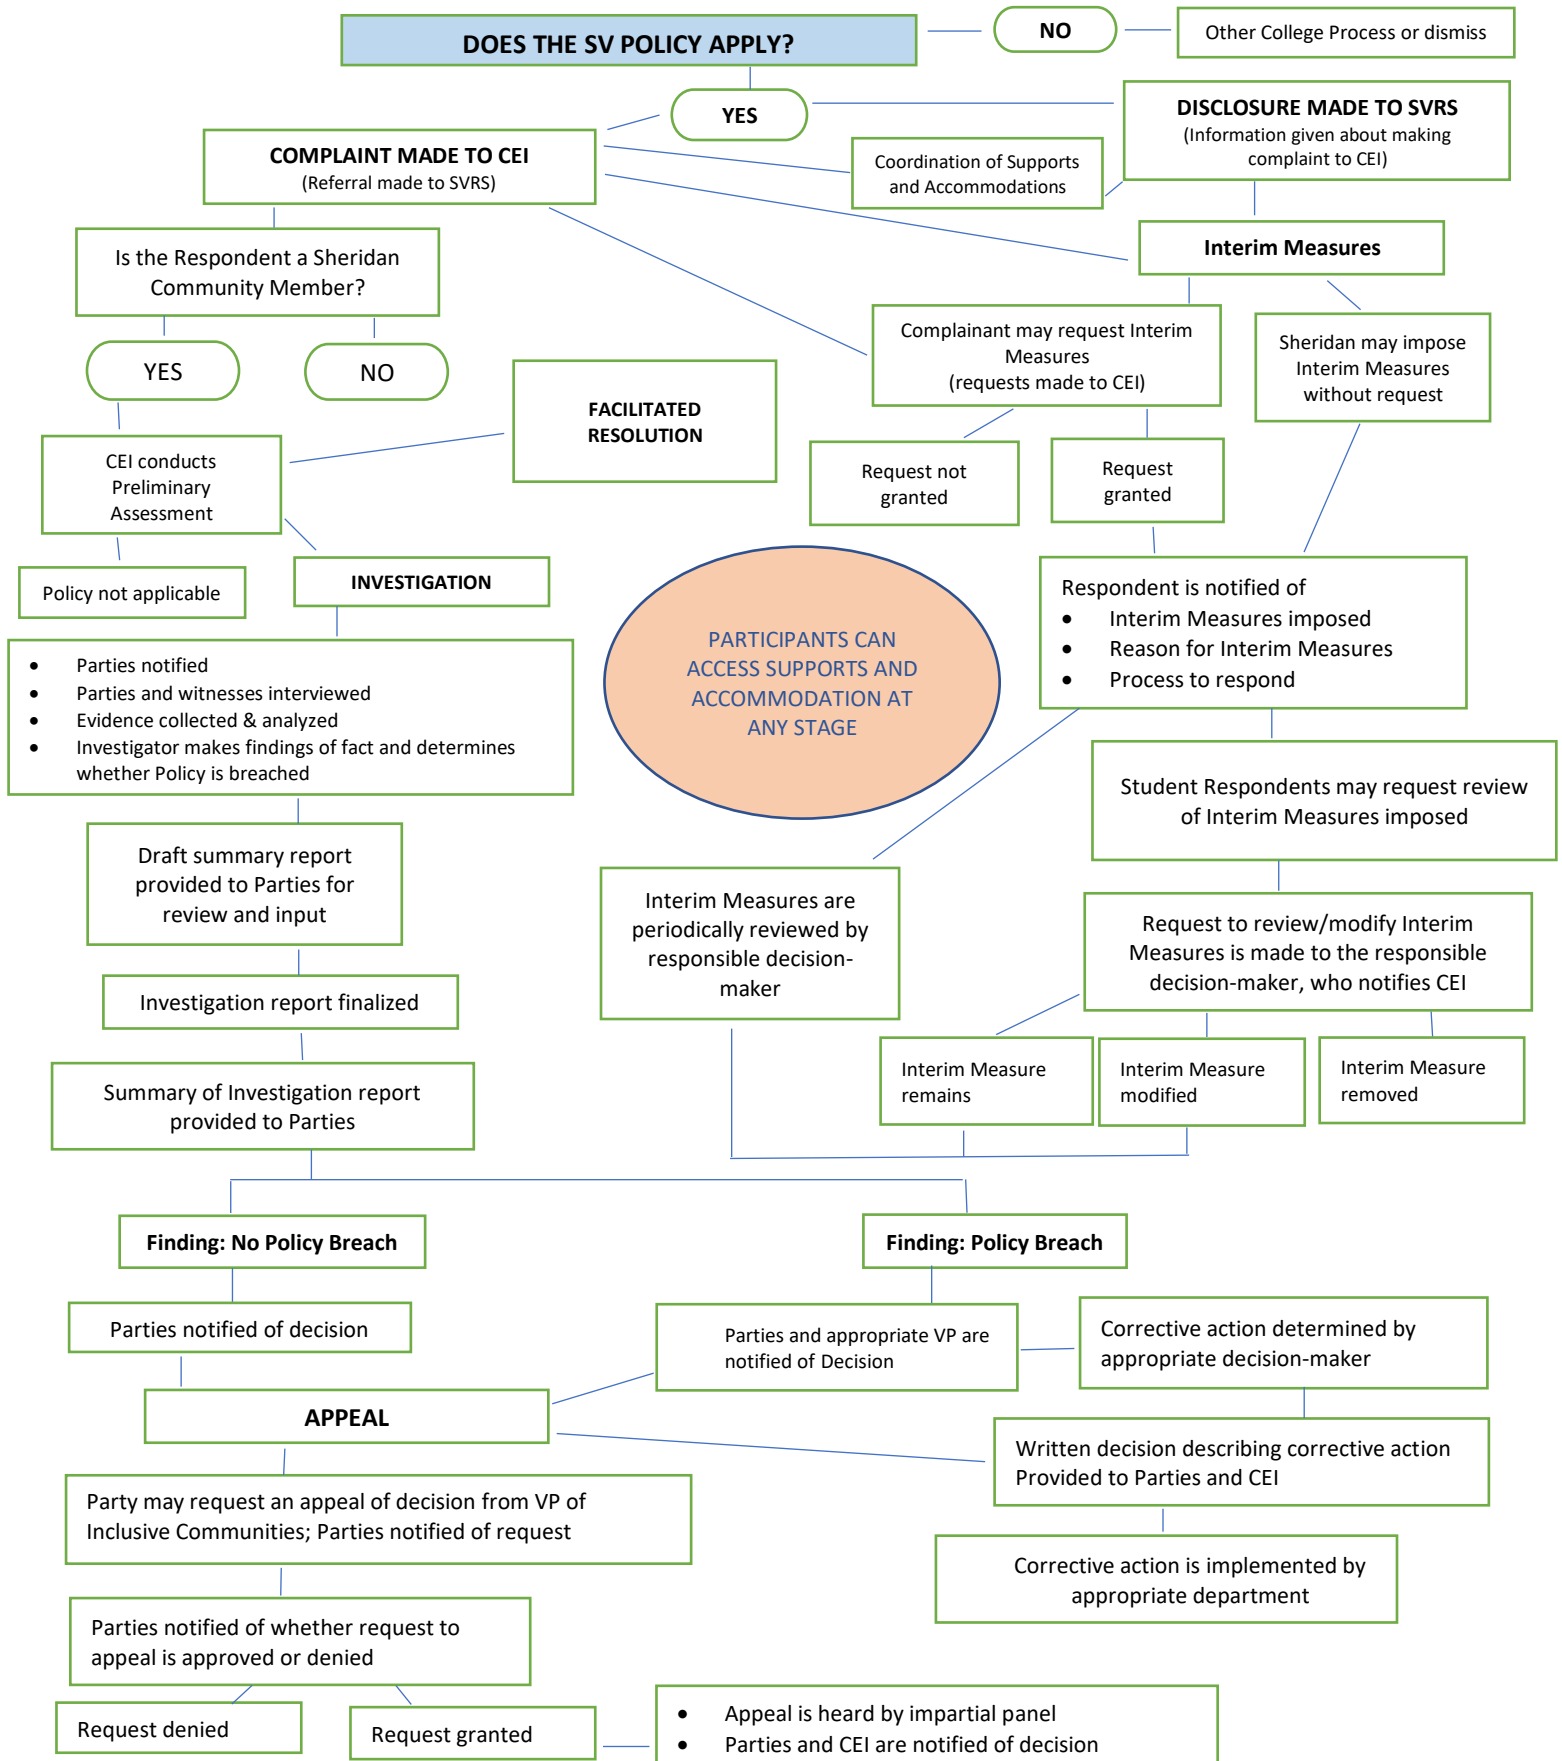 DOES THE SV POLICY APPLY?
NO
Other College Process or dismiss
YES
DISCLOSURE MADE TO SVRS
(Information given about making
complaint to CEI)
COMPLAINT MADE TO CEI
(Referral made to SVRS)
Coordination of Supports
and Accommodations
Interim Measures
Is the Respondent a Sheridan
Community Member?
YES
NO
Complainant may request Interim
Measures
(requests made to CEI)
Sheridan may impose
Interim Measures
without request
FACILITATED
RESOLUTION
CEI conducts
Preliminary
Assessment
Request not
granted
Request
granted
Policy not applicable
INVESTIGATION
Respondent is notified of
• Interim Measures imposed
• Reason for Interim Measures
• Process to respond
PARTICIPANTS CAN
ACCESS SUPPORTS AND
ACCOMMODATION AT
ANY STAGE
• Parties notified
• Parties and witnesses interviewed
• Evidence collected & analyzed
• Investigator makes findings of fact and determines
whether Policy is breached
Student Respondents may request review
of Interim Measures imposed
Draft summary report
provided to Parties for
review and input
Interim Measures are
periodically reviewed by
responsible decision-
maker
Request to review/modify Interim
Measures is made to the responsible
decision-maker, who notifies CEI
Investigation report finalized
Interim Measure
remains
Interim Measure
modified
Interim Measure
removed
Summary of Investigation report
provided to Parties
Finding: No Policy Breach
Finding: Policy Breach
Parties notified of decision
Parties and appropriate VP are
notified of Decision
Corrective action determined by
appropriate decision-maker
APPEAL
Written decision describing corrective action
Provided to Parties and CEI
Party may request an appeal of decision from VP of
Inclusive Communities; Parties notified of request
Corrective action is implemented by
appropriate department
Parties notified of whether request to
appeal is approved or denied
Request denied
Request granted
• Appeal is heard by impartial panel
• Parties and CEI are notified of decision